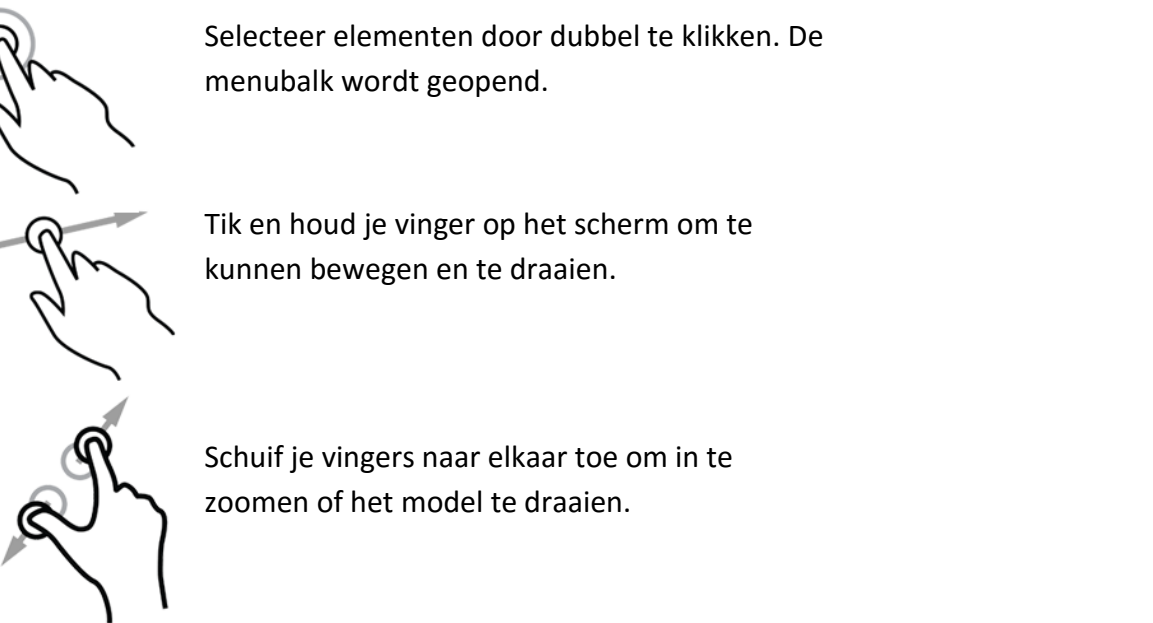 Selecteer elementen door dubbel te klikken. De
menubalk wordt geopend.
Tik en houd je vinger op het scherm om te
kunnen bewegen en te draaien.
Schuif je vingers naar elkaar toe om in te
zoomen of het model te draaien.